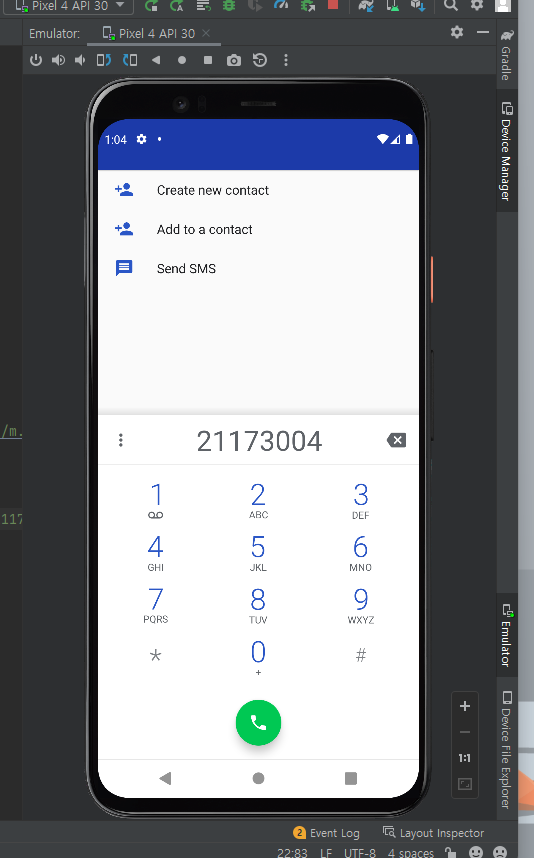 Pixel 4 API 30
Emulator:
Pixel 4 API 30
Gradle
Device Manager
1:04
Create new contact
Add to a contact
Send SMS
/m.
21173004
117
1
2
ABC
3
DEF
4
GHI
5
JKL
6
MNO
7
PQRS
8
TUV
9
WXYZ
*
0
+
#
Emulator
Device File Explorer
1:1
2 Event Log
Layout Inspector
22:83 LF UTF-8 4 spaces